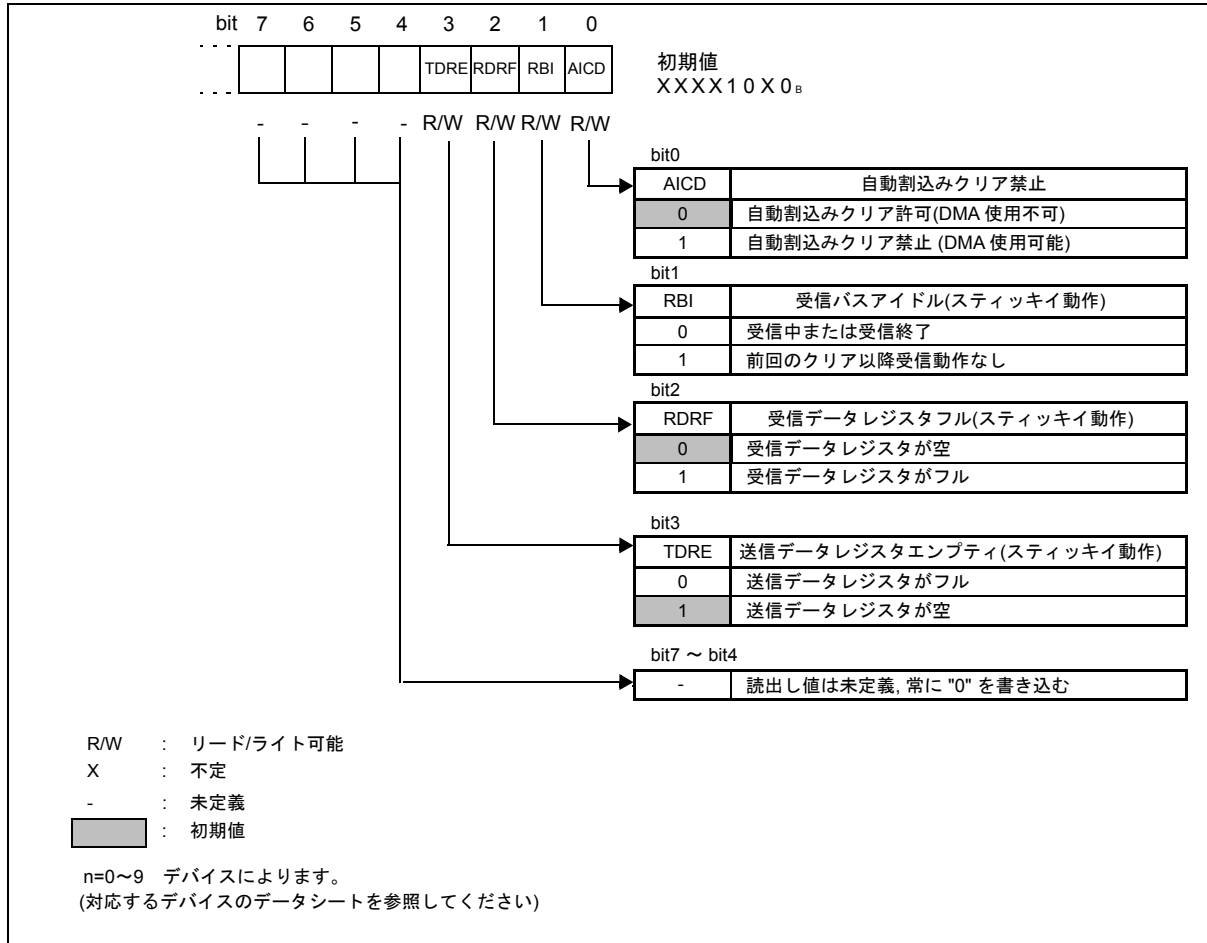 bit 7 6 5 4 3 2 1 0
TDRE RDRF RBI AICD
初期値
XXXX10X0B
- - - - R/W R/W R/W R/W
bit0
AICD 自動割込みクリア禁止
0 自動割込みクリア許可(DMA 使用不可)
1 自動割込みクリア禁止 (DMA 使用可能)
bit1
RBI 受信バスアイドル(スティッキイ動作)
0 受信中または受信終了
1 前回のクリア以降受信動作なし
bit2
RDRF 受信データレジスタフル(スティッキイ動作)
0 受信データレジスタが空
1 受信データレジスタがフル
bit3
TDRE 送信データレジスタエンプティ(スティッキイ動作)
0 送信データレジスタがフル
1 送信データレジスタが空
bit7 ～ bit4
- 読出し値は未定義, 常に "0" を書き込む
R/W : リード/ライト可能
X : 不定
- : 未定義
: 初期値
n=0～9 デバイスによります。
(対応するデバイスのデータシートを参照してください)